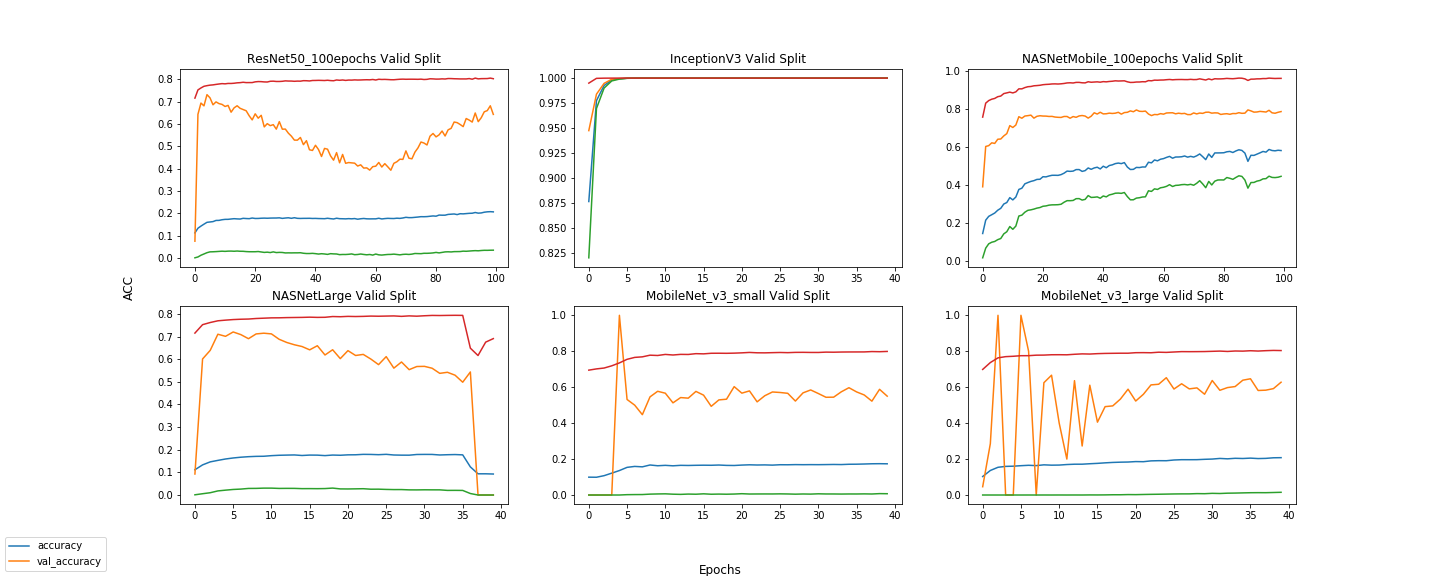 ResNet50_100epochs Valid Split
0.8
0.7
0.6
0.5
0.4
0.3
0.2
0.1
0.0
0 20 40 60 80 100
InceptionV3 Valid Split
1.000
0.975
0.950
0.925
0.900
0.875
0.850
0.825
0 5 10 15 20 25 30 35 40
NASNetMobile_100epochs Valid Split
1.0
0.8
0.6
0.4
0.2
0.0
0 20 40 60 80 100
ACC
NASNetLarge Valid Split
0.8
0.7
0.6
0.5
0.4
0.3
0.2
0.1
0.0
0 5 10 15 20 25 30 35 40
MobileNet_v3_small Valid Split
1.0
0.8
0.6
0.4
0.2
0.0
0 5 10 15 20 25 30 35 40
MobileNet_v3_large Valid Split
1.0
0.8
0.6
0.4
0.2
0.0
0 5 10 15 20 25 30 35 40
accuracy
val_accuracy
Epochs